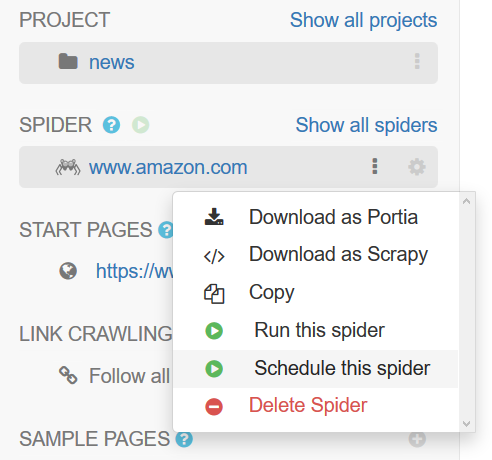 PROJECT Show all projects
news
SPIDER ? Show all spiders
www.amazon.com
Download as Portia
START PAGES ?
Download as Scrapy
https://ww
Copy
Run this spider
LINK CRAWLING
Schedule this spider
Follow all
Delete Spider
SAMPLE PAGES ?